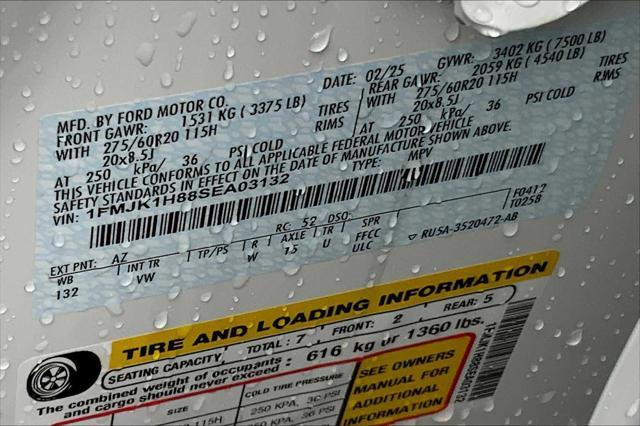 MFD. BY FORD MOTOR CO.
DATE: 02/25 GVWR: 3402 KG ( 7500 LB)
FRONT GAWR: 1531 KG ( 3375 LB) REAR GAWR: 2059 KG ( 4540 LB)
WITH 275/60R20 115H TIRES WITH 275/60R20 115H TIRES
20x8.5J RIMS 20x8.5J RIMS
AT 250 kPa/ 36 PSI COLD AT 250 kPa/ 36 PSI COLD
THIS VEHICLE CONFORMS TO ALL APPLICABLE FEDERAL MOTOR VEHICLE
SAFETY STANDARDS IN EFFECT ON THE DATE OF MANUFACTURE SHOWN ABOVE.
VIN: 1FMJK1H88SEA03132 TYPE: MPV
EXT PNT: AZ RC: 52 DSO: F0412
T0258
WB INT TR TP/PS R AXLE TR SPR
132 VW W 15 U FFCC
ULC ▽ RU5A-3520472-AB
TIRE AND LOADING INFORMATION
SEATING CAPACITY TOTAL: 7 FRONT: 2 REAR: 5
The combined weight of occupants and cargo should never exceed: 616 kg or 1360 lbs.
SIZE COLD TIRE PRESSURE
115H 250 KPA, 36 PSI
250 KPA, 36 PSI
SEE OWNERS
MANUAL FOR
ADDITIONAL
INFORMATION
1FMJK1H88SEA03132